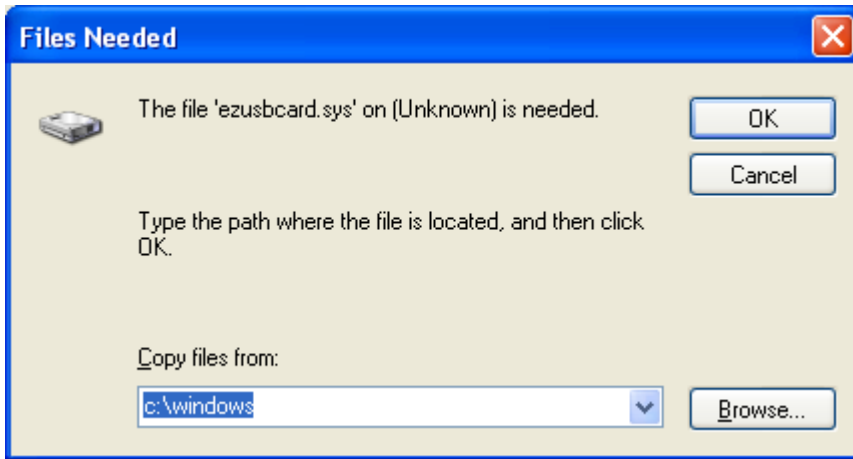 Files Needed
The file 'ezusbcard.sys' on (Unknown) is needed.
OK
Cancel
Type the path where the file is located, and then click
OK.
Copy files from:
c:\windows
Browse...